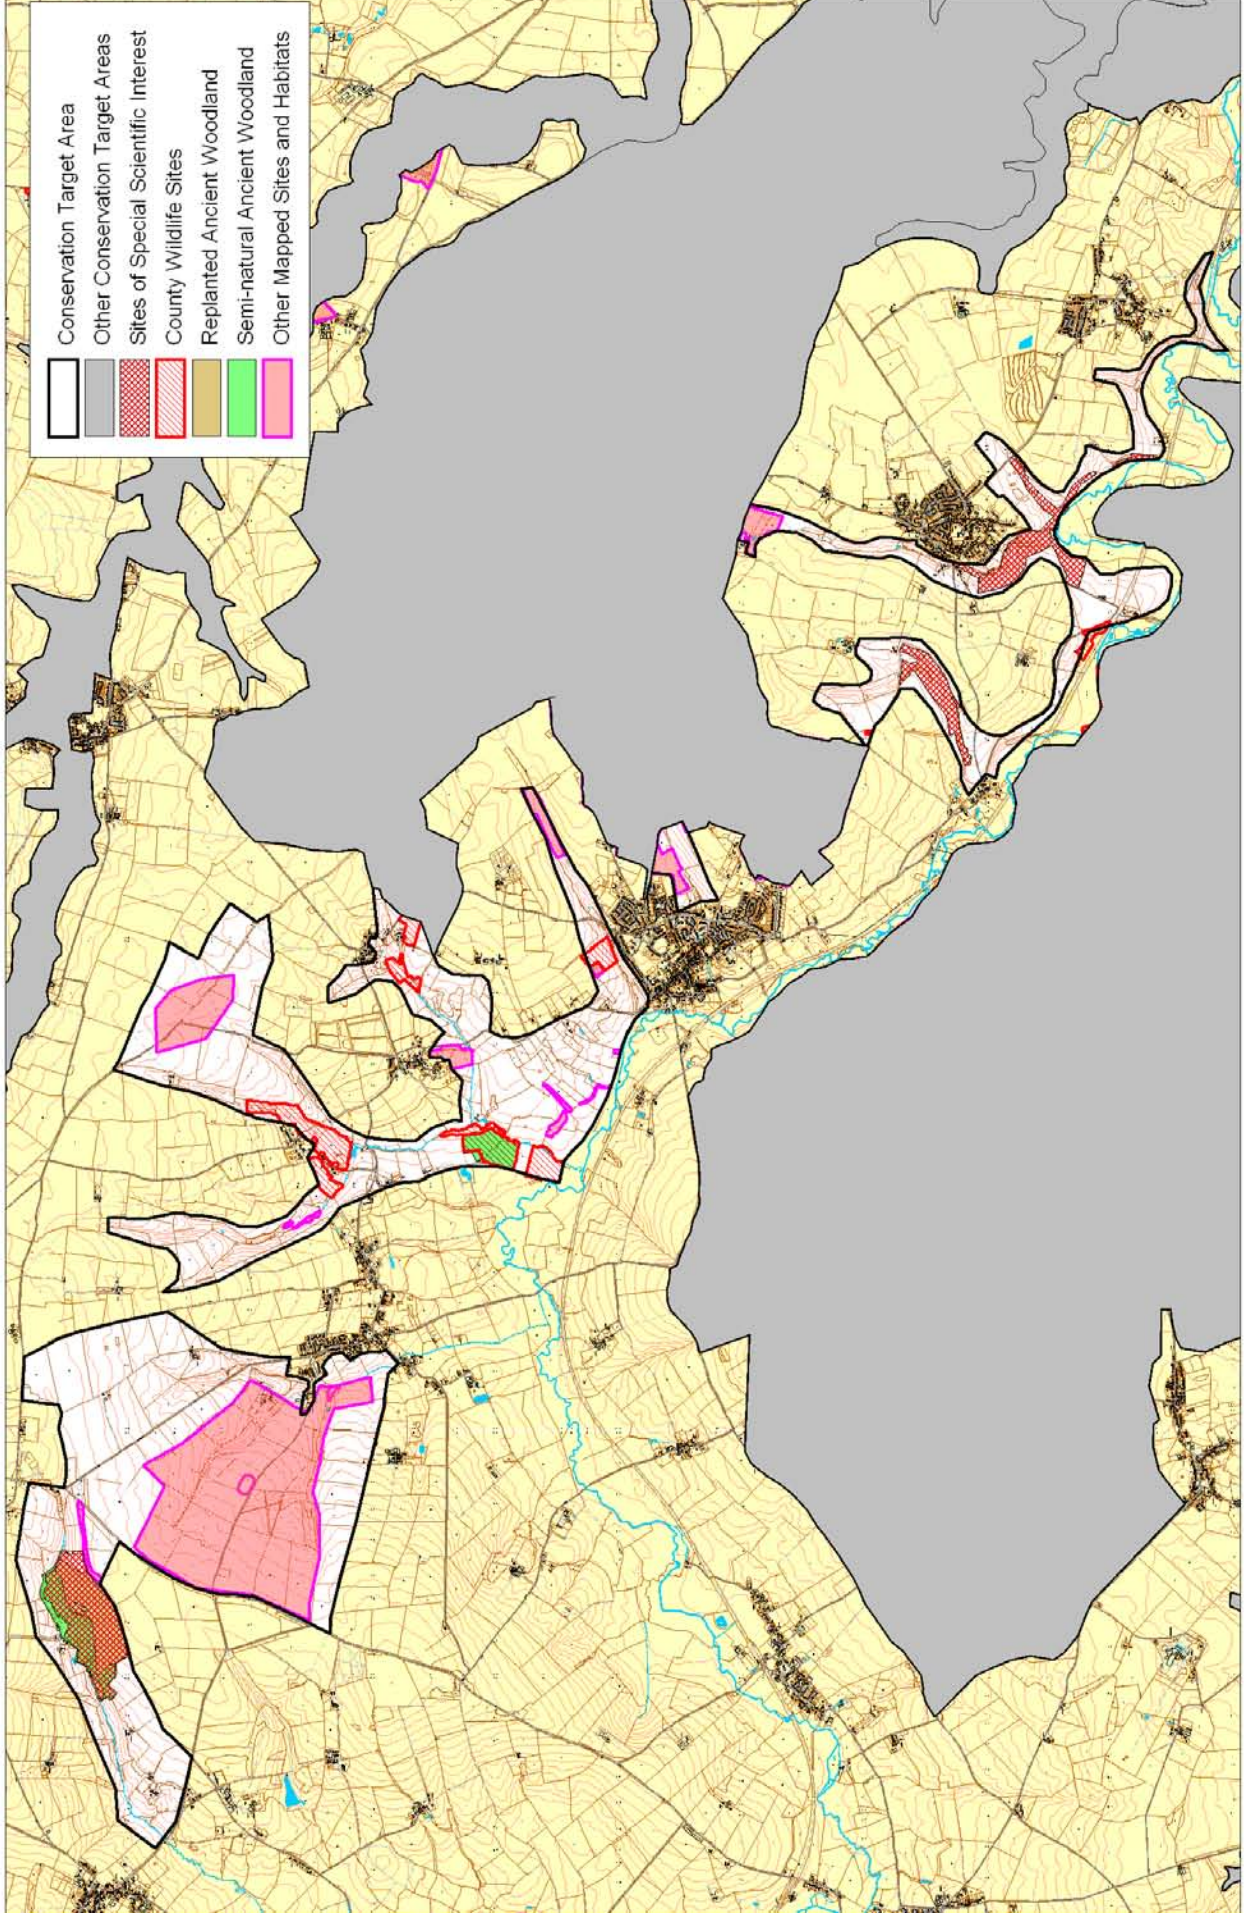 Conservation Target Area
Other Conservation Target Areas
Sites of Special Scientific Interest
County Wildlife Sites
Replanted Ancient Woodland
Semi-natural Ancient Woodland
Other Mapped Sites and Habitats